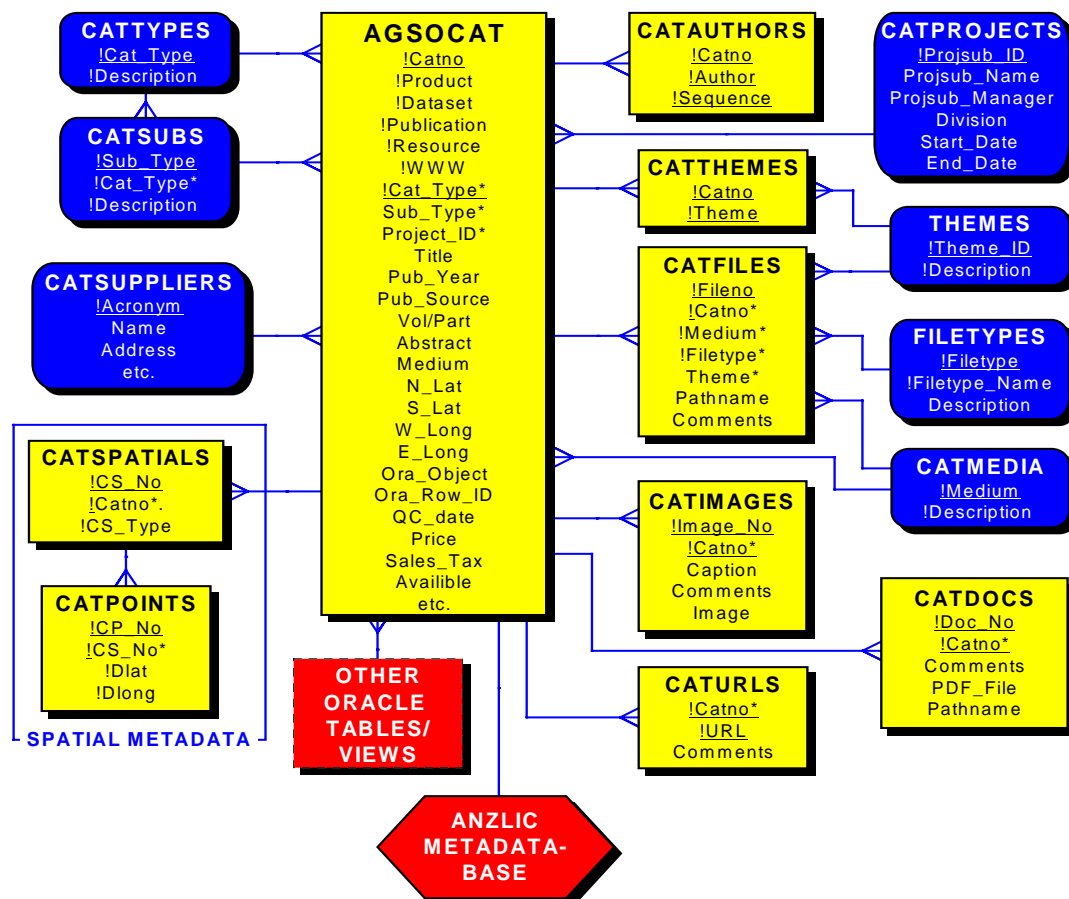 CATTYPES
!Cat_Type
!Description
CATSUBS
!Sub_Type
!Cat_Type*
!Description
CATSUPPLIERS
!Acronym
Name
Address
etc.
CATSPATIALS
!CS_No
!Catno*.
!CS_Type
CATPOINTS
!CP_No
!CS_No*
!Dlat
!Dlong
SPATIAL METADATA
AGSOCAT
!Catno
!Product
!Dataset
!Publication
!Resource
!WWW
!Cat_Type*
Sub_Type*
Project_ID*
Title
Pub_Year
Pub_Source
Vol/Part
Abstract
Medium
N_Lat
S_Lat
W_Long
E_Long
Ora_Object
Ora_Row_ID
QC_date
Price
Sales_Tax
Availible
etc.
OTHER
ORACLE
TABLES/
VIEWS
ANZLIC
METADATA-
BASE
CATAUTHORS
!Catno
!Author
!Sequence
CATTHEMES
!Catno
!Theme
CATFILES
!Fileno
!Catno*
!Medium*
!Filetype*
Theme*
Pathname
Comments
CATIMAGES
!Image_No
!Catno*
Caption
Comments
Image
CATURLS
!Catno*
!URL
Comments
CATPROJECTS
!Projsub_ID
Projsub_Name
Projsub_Manager
Division
Start_Date
End_Date
THEMES
!Theme_ID
!Description
FILETYPES
!Filetype
!Filetype_Name
Description
CATMEDIA
!Medium
!Description
CATDOCS
!Doc_No
!Catno*
Comments
PDF_File
Pathname